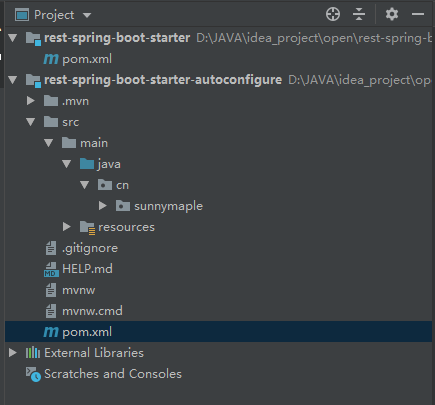 Project
rest-spring-boot-starter D:\JAVA\idea_project\open\rest-spring-b
pom.xml
rest-spring-boot-starter-autoconfigure D:\JAVA\idea_project\ope
.mvn
src
main
java
cn
sunnymaple
resources
.gitignore
MD HELP.md
mvnw
mvnw.cmd
m pom.xml
External Libraries
Scratches and Consoles